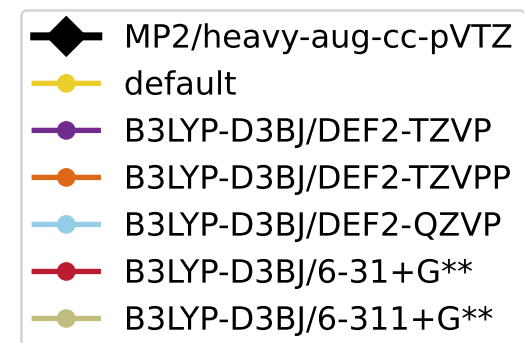 MP2/heavy-aug-cc-pVTZ
default
B3LYP-D3BJ/DEF2-TZVP
B3LYP-D3BJ/DEF2-TZVPP
B3LYP-D3BJ/DEF2-QZVP
B3LYP-D3BJ/6-31+G**
B3LYP-D3BJ/6-311+G**